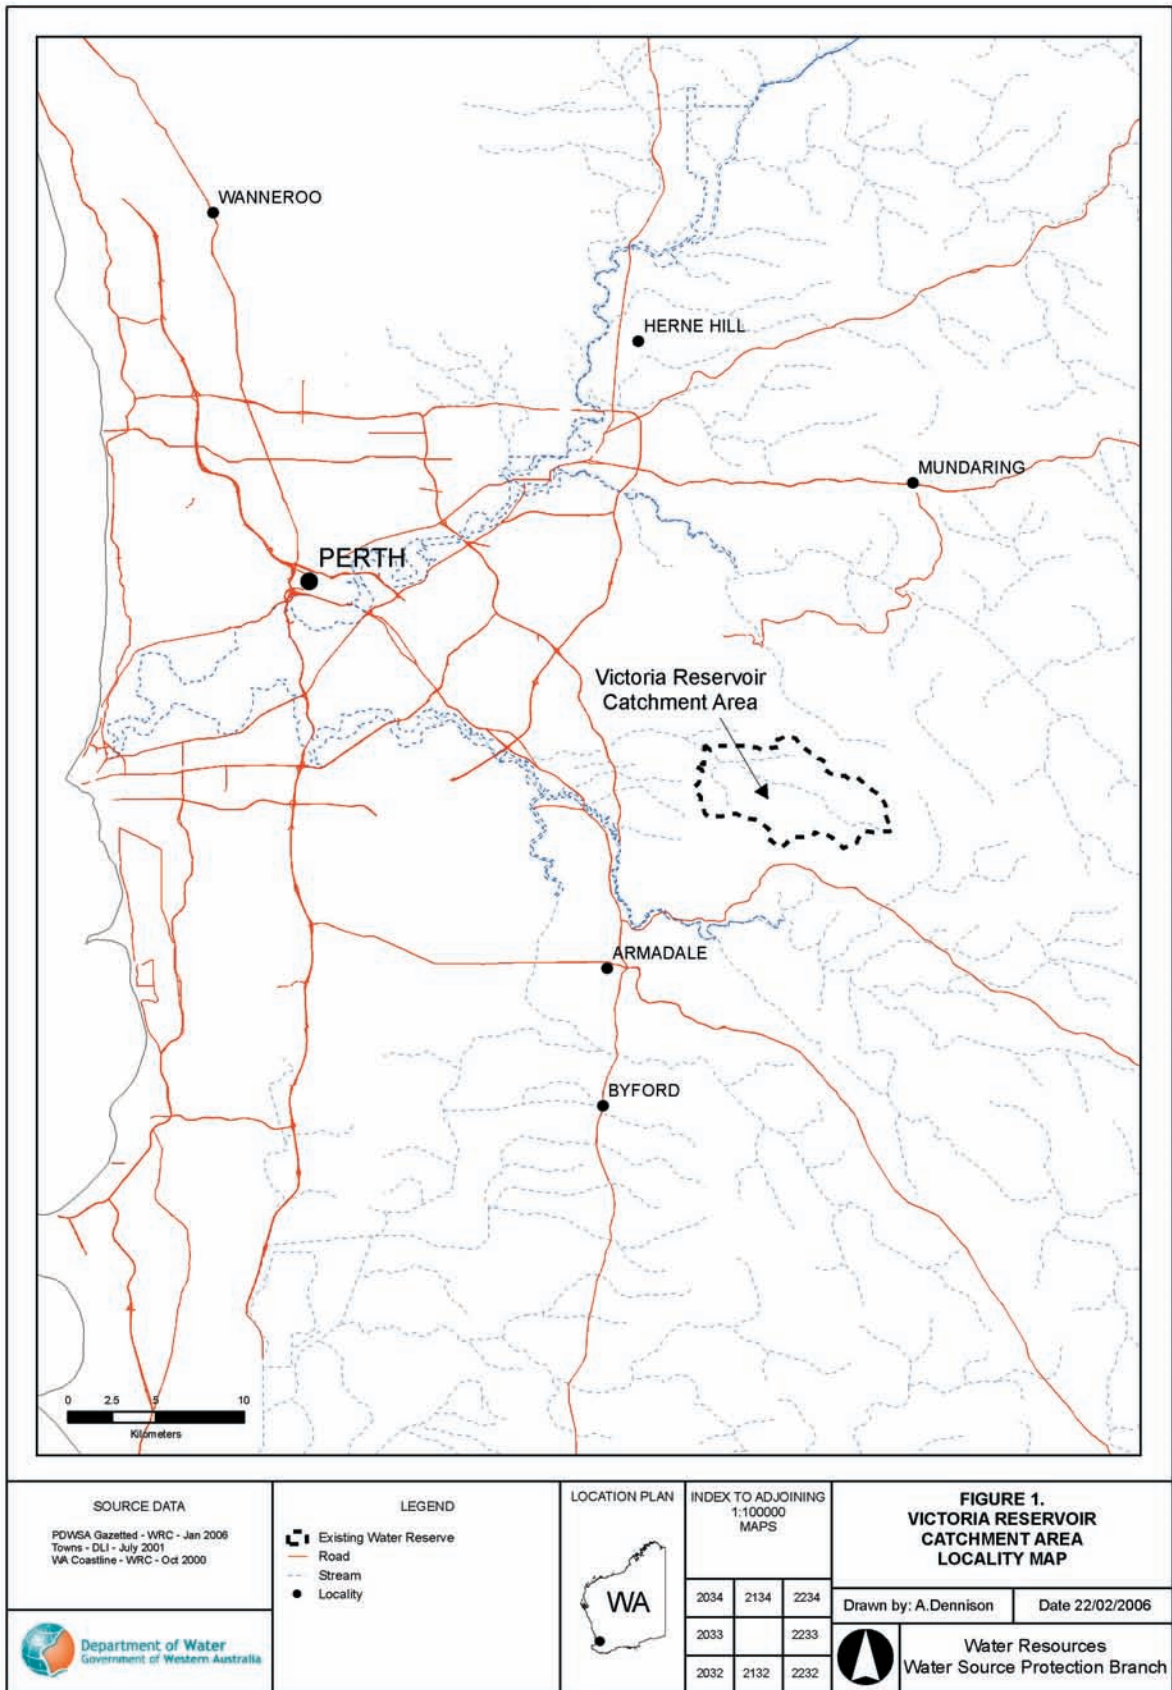 WANNEROO
HERNE HILL
MUNDARING
PERTH
Victoria Reservoir
Catchment Area
ARMADALE
BYFORD
0 2.5 5 10
Kilometers
SOURCE DATA
PDWSA Gazetted - WRC - Jan 2006
Towns - DLI - July 2001
WA Coastline - WRC - Oct 2000
Department of Water
Government of Western Australia
LEGEND
Existing Water Reserve
Road
Stream
Locality
LOCATION PLAN
WA
INDEX TO ADJOINING
1:100000
MAPS
2034 2134 2234
2033 2233
2032 2132 2232
FIGURE 1.
VICTORIA RESERVOIR
CATCHMENT AREA
LOCALITY MAP
Drawn by: A.Dennison
Date 22/02/2006
Water Resources
Water Source Protection Branch